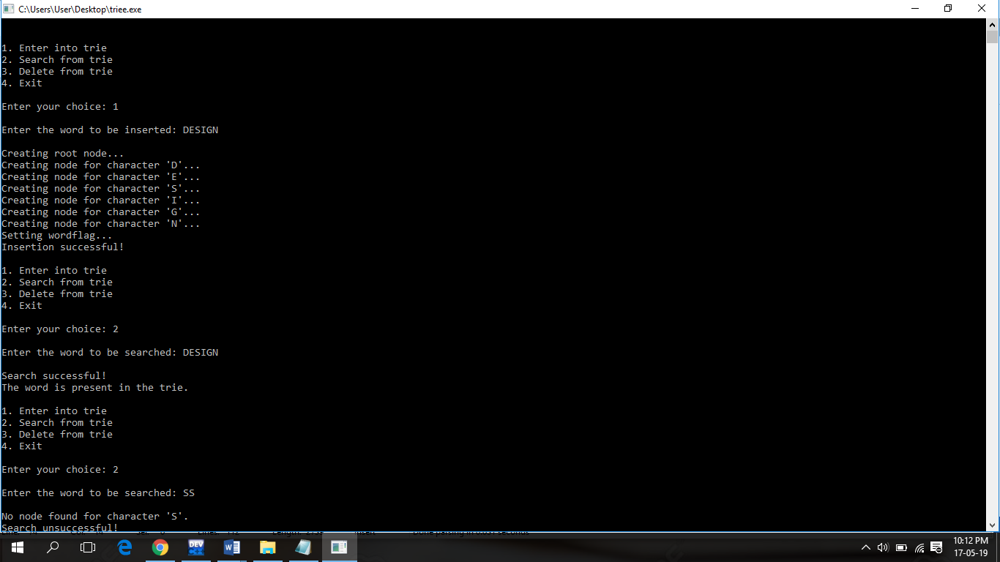 C:\Users\User\Desktop\triee.exe
1. Enter into trie
2. Search from trie
3. Delete from trie
4. Exit
Enter your choice: 1
Enter the word to be inserted: DESIGN
Creating root node...
Creating node for character 'D'...
Creating node for character 'E'...
Creating node for character 'S'...
Creating node for character 'I'...
Creating node for character 'G'...
Creating node for character 'N'...
Setting wordflag...
Insertion successful!
1. Enter into trie
2. Search from trie
3. Delete from trie
4. Exit
Enter your choice: 2
Enter the word to be searched: DESIGN
Search successful!
The word is present in the trie.
1. Enter into trie
2. Search from trie
3. Delete from trie
4. Exit
Enter your choice: 2
Enter the word to be searched: SS
No node found for character 'S'.
Search unsuccessful!
DEV
10:12 PM
17-05-19